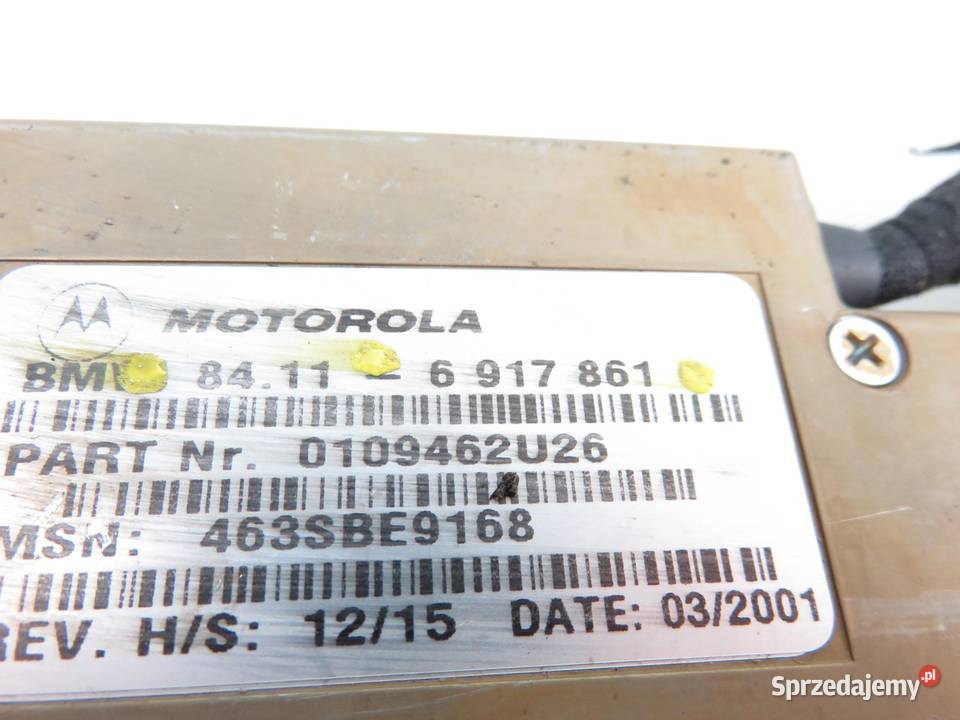 MOTOROLA
BMW 84.11 - 6 917 861
PART Nr. 0109462U26
MSN: 463SBE9168
REV. H/S: 12/15 DATE: 03/2001
Sprzedajemy.pl